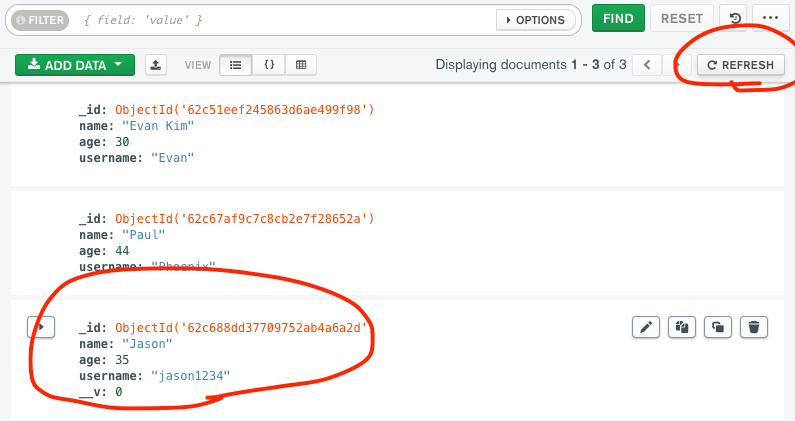 FILTER { field: 'value' } OPTIONS FIND RESET
ADD DATA VIEW {} Displaying documents 1 - 3 of 3 REFRESH
_id: ObjectId('62c51eef245863d6ae499f98')
name: "Evan Kim"
age: 30
username: "Evan"
_id: ObjectId('62c67af9c7c8cb2e7f28652a')
name: "Paul"
age: 44
username: "Phoenix"
_id: ObjectId('62c688dd37709752ab4a6a2d'
name: "Jason"
age: 35
username: "jason1234"
__v: 0